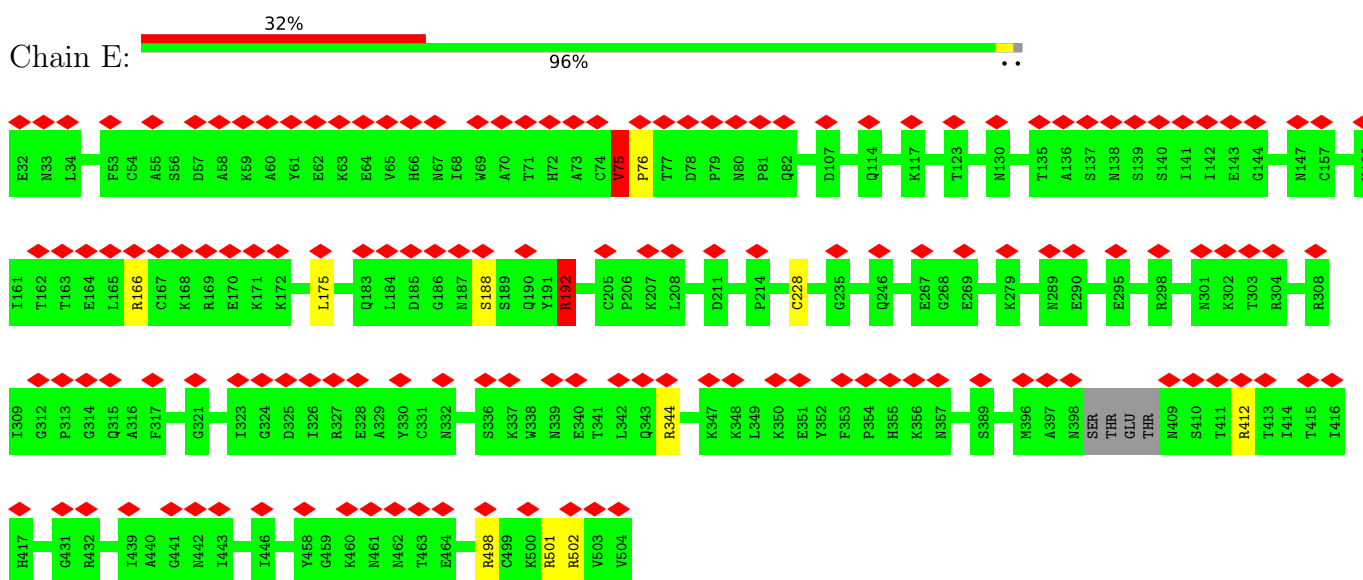 32%
Chain E:
96%
• •
E32 N33 L34 F53 C54 A55 S56 D57 A58 K59 A60 Y61 E62 K63 E64 V65 H66 N67 I68 W69 A70 T71 H72 A73 C74 V75 P76 T77 D78 P79 N80 P81 Q82 D107 Q114 K117 T123 N130 T135 A136 S137 N138 S139 S140 I141 I142 E143 G144 N147 C157
I161 T162 T163 E164 L165 R166 C167 K168 R169 E170 K171 K172 L175 Q183 L184 D185 G186 N187 S188 S189 Q190 Y191 R192 C205 P206 K207 L208 D211 P214 C228 G235 Q246 E267 G268 E269 K279 N289 E290 E295 R298 N301 K302 T303 R304 R308
I309 G312 P313 G314 Q315 A316 F317 G321 I323 G324 D325 I326 R327 E328 A329 Y330 C331 N332 S336 K337 W338 N339 E340 T341 L342 Q343 R344 K347 K348 L349 K350 E351 Y352 F353 P354 H355 K356 N357 S389 M396 A397 N398 SER THR GLU THR N409 S410 T411 R412 T413 I414 T415 I416
H417 G431 R432 I439 A440 G441 N442 I443 I446 Y458 G459 K460 N461 N462 T463 E464 R498 C499 K500 R501 R502 V503 V504